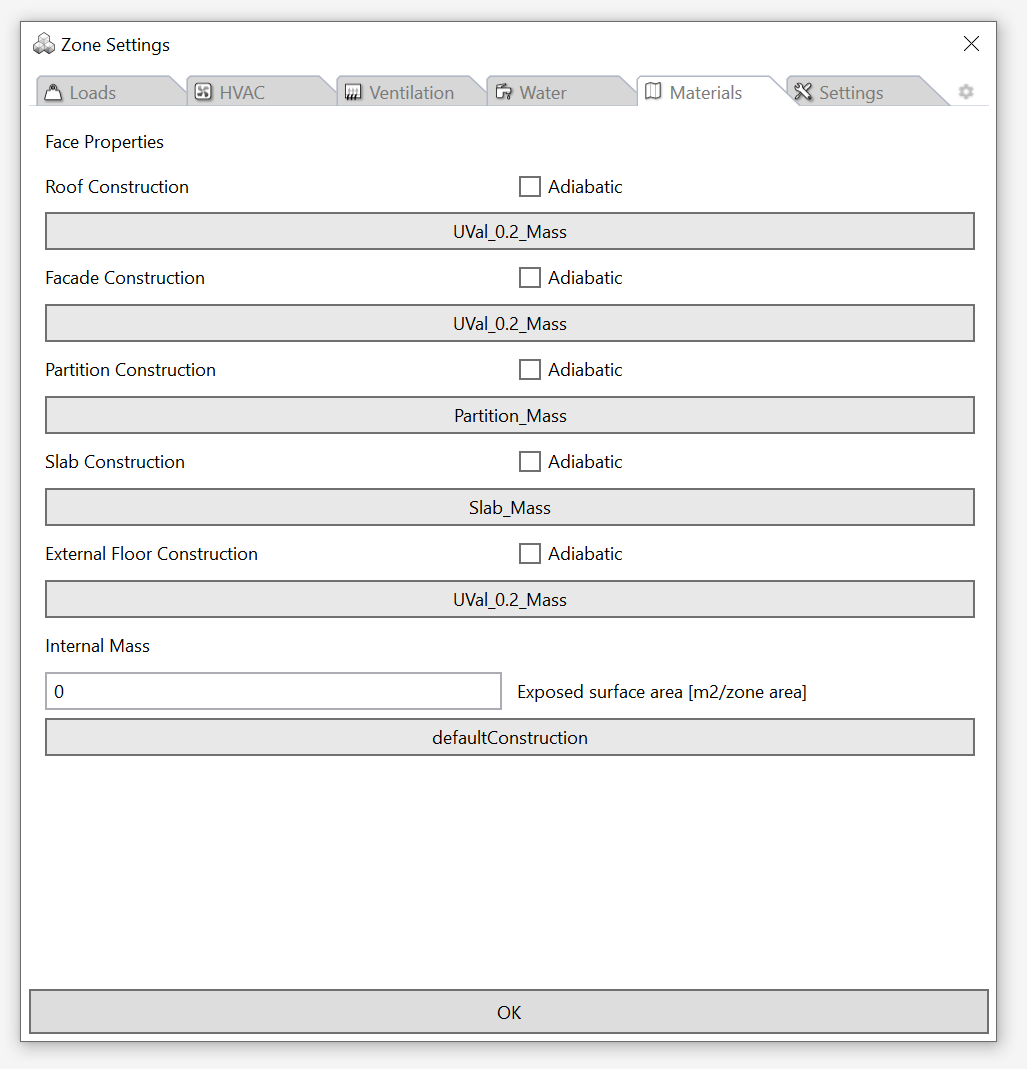 Zone Settings
Loads HVAC Ventilation Water Materials Settings
Face Properties
Roof Construction Adiabatic
UVal_0.2_Mass
Facade Construction Adiabatic
UVal_0.2_Mass
Partition Construction Adiabatic
Partition_Mass
Slab Construction Adiabatic
Slab_Mass
External Floor Construction Adiabatic
UVal_0.2_Mass
Internal Mass
0 Exposed surface area [m2/zone area]
defaultConstruction
OK